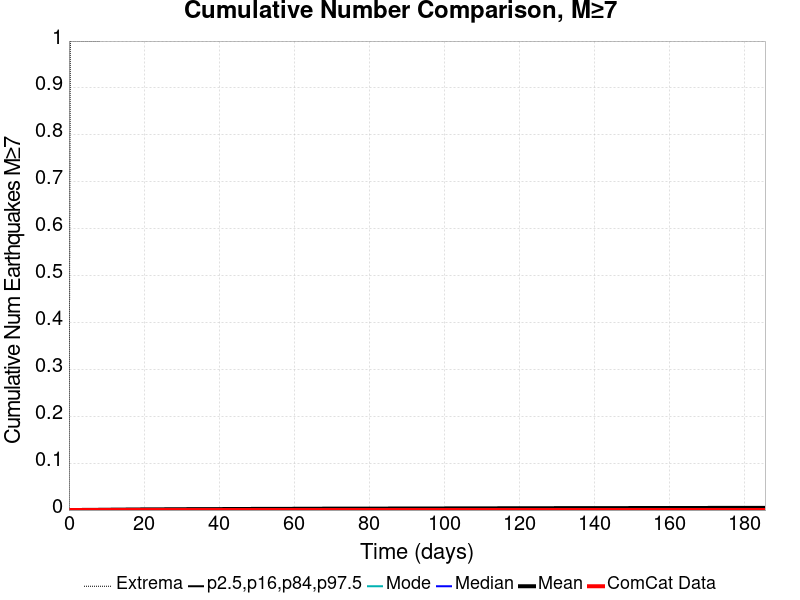 Cumulative Number Comparison, M≥7
Cumulative Num Earthquakes M≥7
1
0.9
0.8
0.7
0.6
0.5
0.4
0.3
0.2
0.1
0
0 20 40 60 80 100 120 140 160 180
Time (days)
Extrema p2.5,p16,p84,p97.5 Mode Median Mean ComCat Data